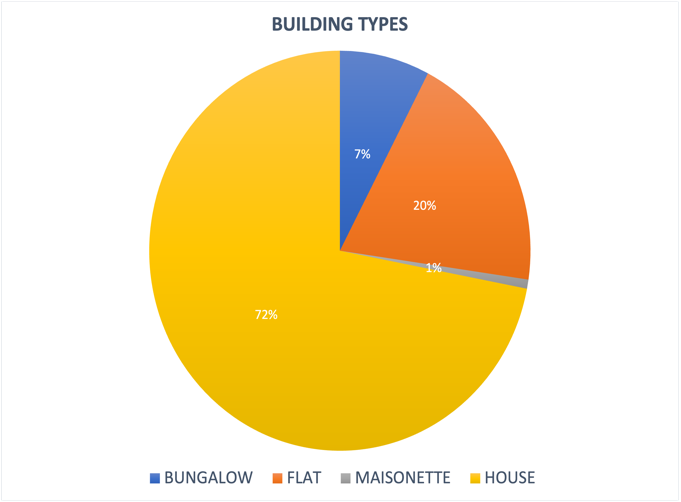 BUILDING TYPES
7%
20%
1%
72%
BUNGALOW FLAT MAISONETTE HOUSE